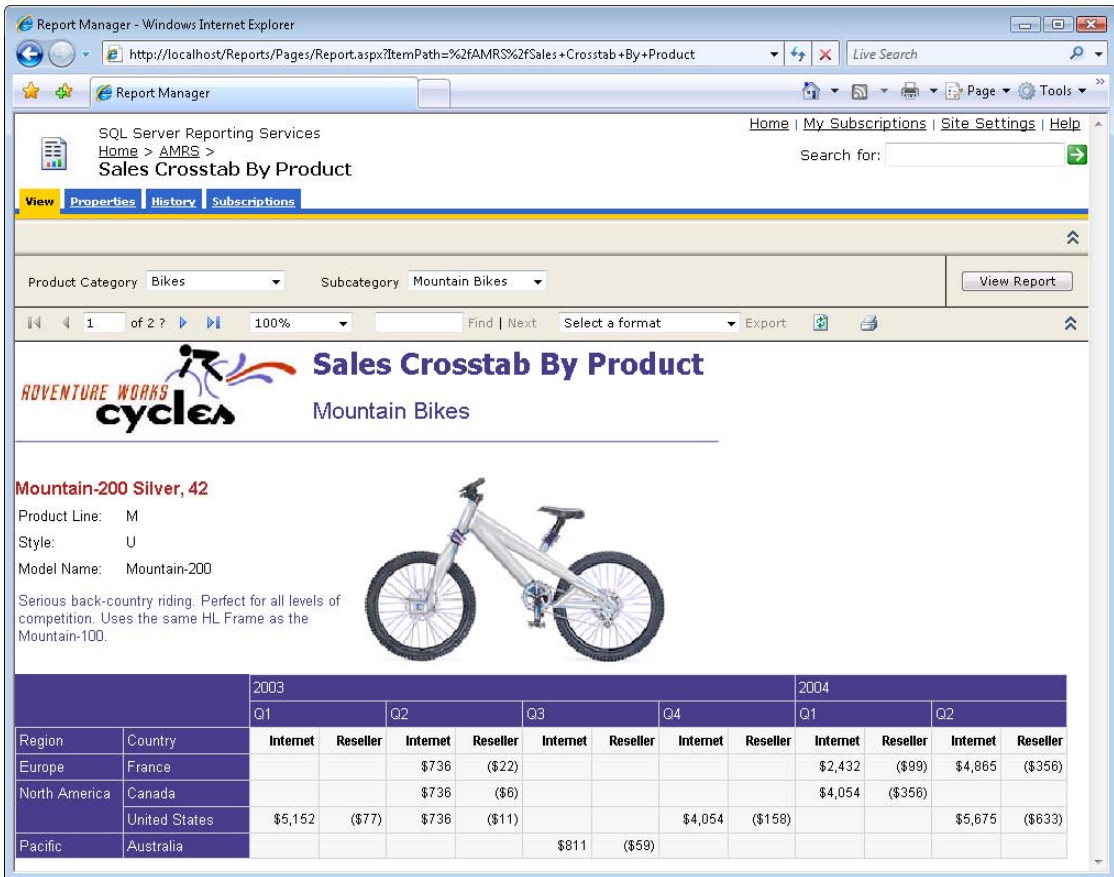 Report Manager - Windows Internet Explorer
http://localhost/Reports/Pages/Report.aspx?ItemPath=%2fAMRS%2fSales+Crosstab+By+Product
Live Search
Report Manager
Page
Tools
SQL Server Reporting Services
Home > AMRS >
Sales Crosstab By Product
Home | My Subscriptions | Site Settings | Help
Search for:
View Properties History Subscriptions
Product Category Bikes Subcategory Mountain Bikes View Report
1 of 2 ? 100% Find | Next Select a format Export
ADVENTURE WORKS
cycles
Sales Crosstab By Product
Mountain Bikes
Mountain-200 Silver, 42
Product Line: M
Style: U
Model Name: Mountain-200
Serious back-country riding. Perfect for all levels of
competition. Uses the same HL Frame as the
Mountain-100.
2003 2004
Q1 Q2 Q3 Q4 Q1 Q2
Region Country Internet Reseller Internet Reseller Internet Reseller Internet Reseller Internet Reseller Internet Reseller
Europe France $736 ($22) $2,432 ($99) $4,865 ($356)
North America Canada $736 ($6) $4,054 ($356)
United States $5,152 ($77) $736 ($11) $4,054 ($158) $5,675 ($633)
Pacific Australia $811 ($59)